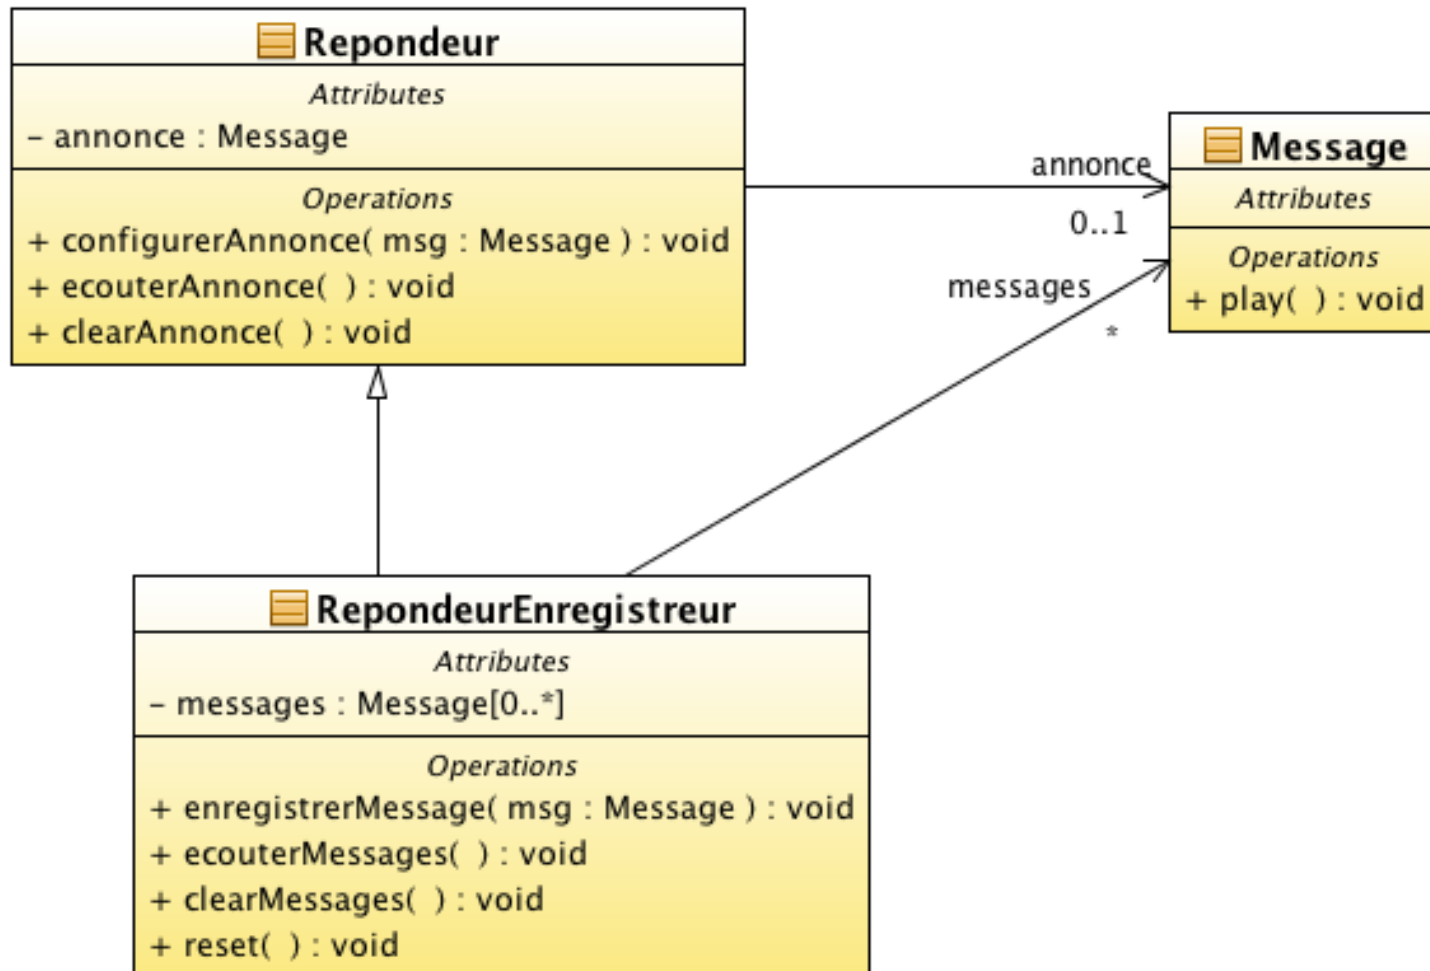 Repondeur
Attributes
– annonce : Message
Operations
+ configurerAnnonce( msg : Message ) : void
+ ecouterAnnonce( ) : void
+ clearAnnonce( ) : void
annonce
0..1
messages
*
Message
Attributes
Operations
+ play( ) : void
RepondeurEnregistreur
Attributes
– messages : Message[0..*]
Operations
+ enregistrerMessage( msg : Message ) : void
+ ecouterMessages( ) : void
+ clearMessages( ) : void
+ reset( ) : void